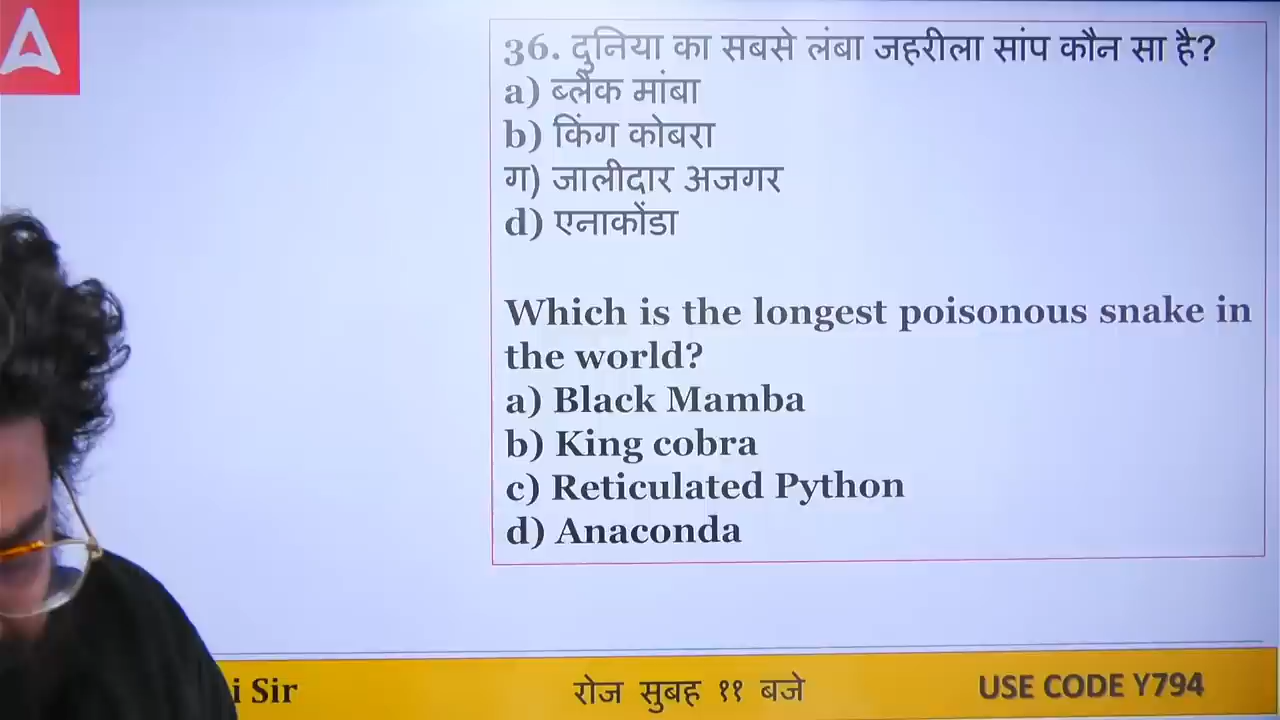 36. दुनिया का सबसे लंबा जहरीला सांप कौन सा है?
a) ब्लैक मांबा
b) किंग कोबरा
ग) जालीदार अजगर
d) एनाकोंडा
Which is the longest poisonous snake in
the world?
a) Black Mamba
b) King cobra
c) Reticulated Python
d) Anaconda
i Sir
रोज सुबह ११ बजे
USE CODE Y794